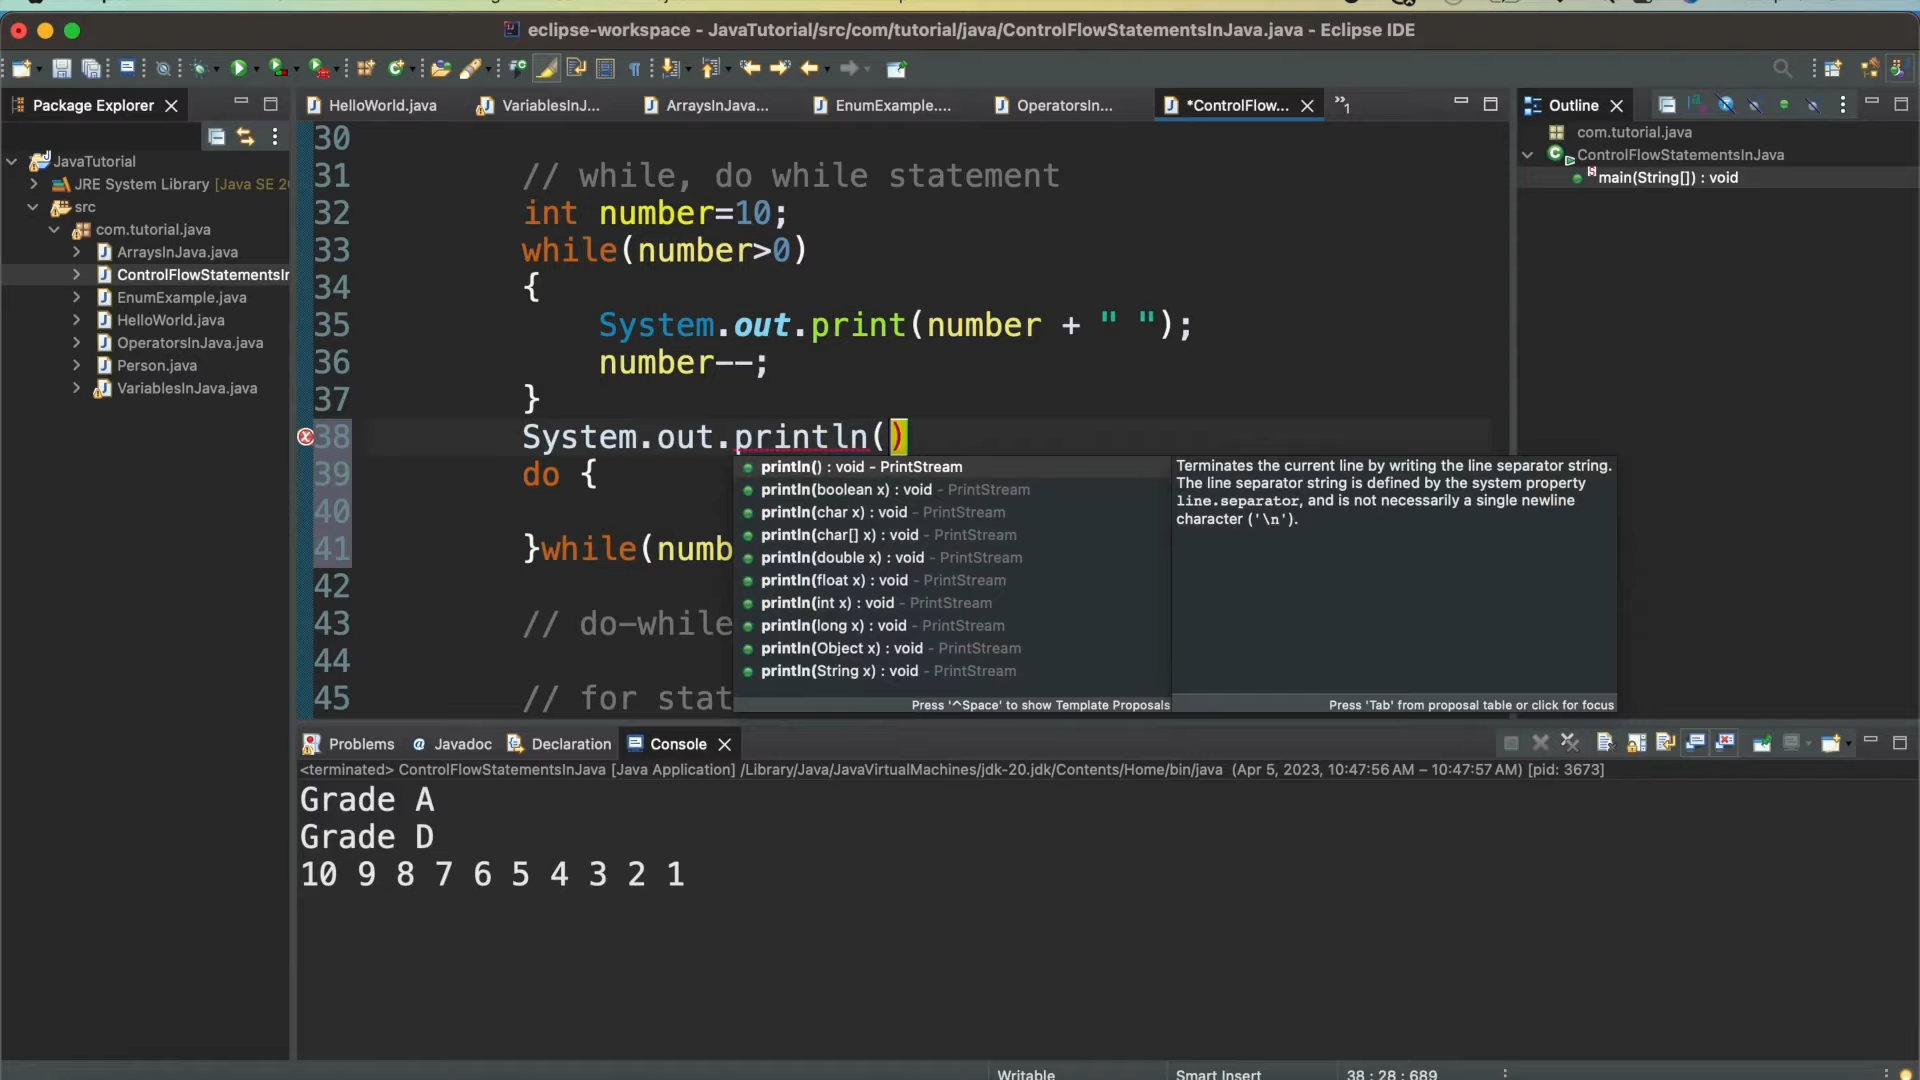 eclipse-workspace - JavaTutorial/src/com/tutorial/java/ControlFlowStatementsInJava.java - Eclipse IDE
Package Explorer
HelloWorld.java
VariablesInJ...
ArraysInJava...
EnumExample....
OperatorsIn...
*ControlFlow...
»1
Outline
JavaTutorial
JRE System Library [Java SE 20
src
com.tutorial.java
ArraysInJava.java
ControlFlowStatementsIn
EnumExample.java
HelloWorld.java
OperatorsInJava.java
Person.java
VariablesInJava.java
30
31 // while, do while statement
32 int number=10;
33 while(number>0)
34 {
35 System.out.print(number + " ");
36 number--;
37 }
38 System.out.println()
39 do {
40
41 }while(numb
42
43 // do-while
44
45 // for stat
println() : void - PrintStream
println(boolean x) : void - PrintStream
println(char x) : void - PrintStream
println(char[] x) : void - PrintStream
println(double x) : void - PrintStream
println(float x) : void - PrintStream
println(int x) : void - PrintStream
println(long x) : void - PrintStream
println(Object x) : void - PrintStream
println(String x) : void - PrintStream
Press '^Space' to show Template Proposals
Terminates the current line by writing the line separator string.
The line separator string is defined by the system property
line.separator, and is not necessarily a single newline
character ('\n').
Press 'Tab' from proposal table or click for focus
com.tutorial.java
ControlFlowStatementsInJava
main(String[]) : void
Problems
Javadoc
Declaration
Console
<terminated> ControlFlowStatementsInJava [Java Application] /Library/Java/JavaVirtualMachines/jdk-20.jdk/Contents/Home/bin/java (Apr 5, 2023, 10:47:56 AM – 10:47:57 AM) [pid: 3673]
Grade A
Grade D
10 9 8 7 6 5 4 3 2 1
Writable
Smart Insert
38 : 28 : 689